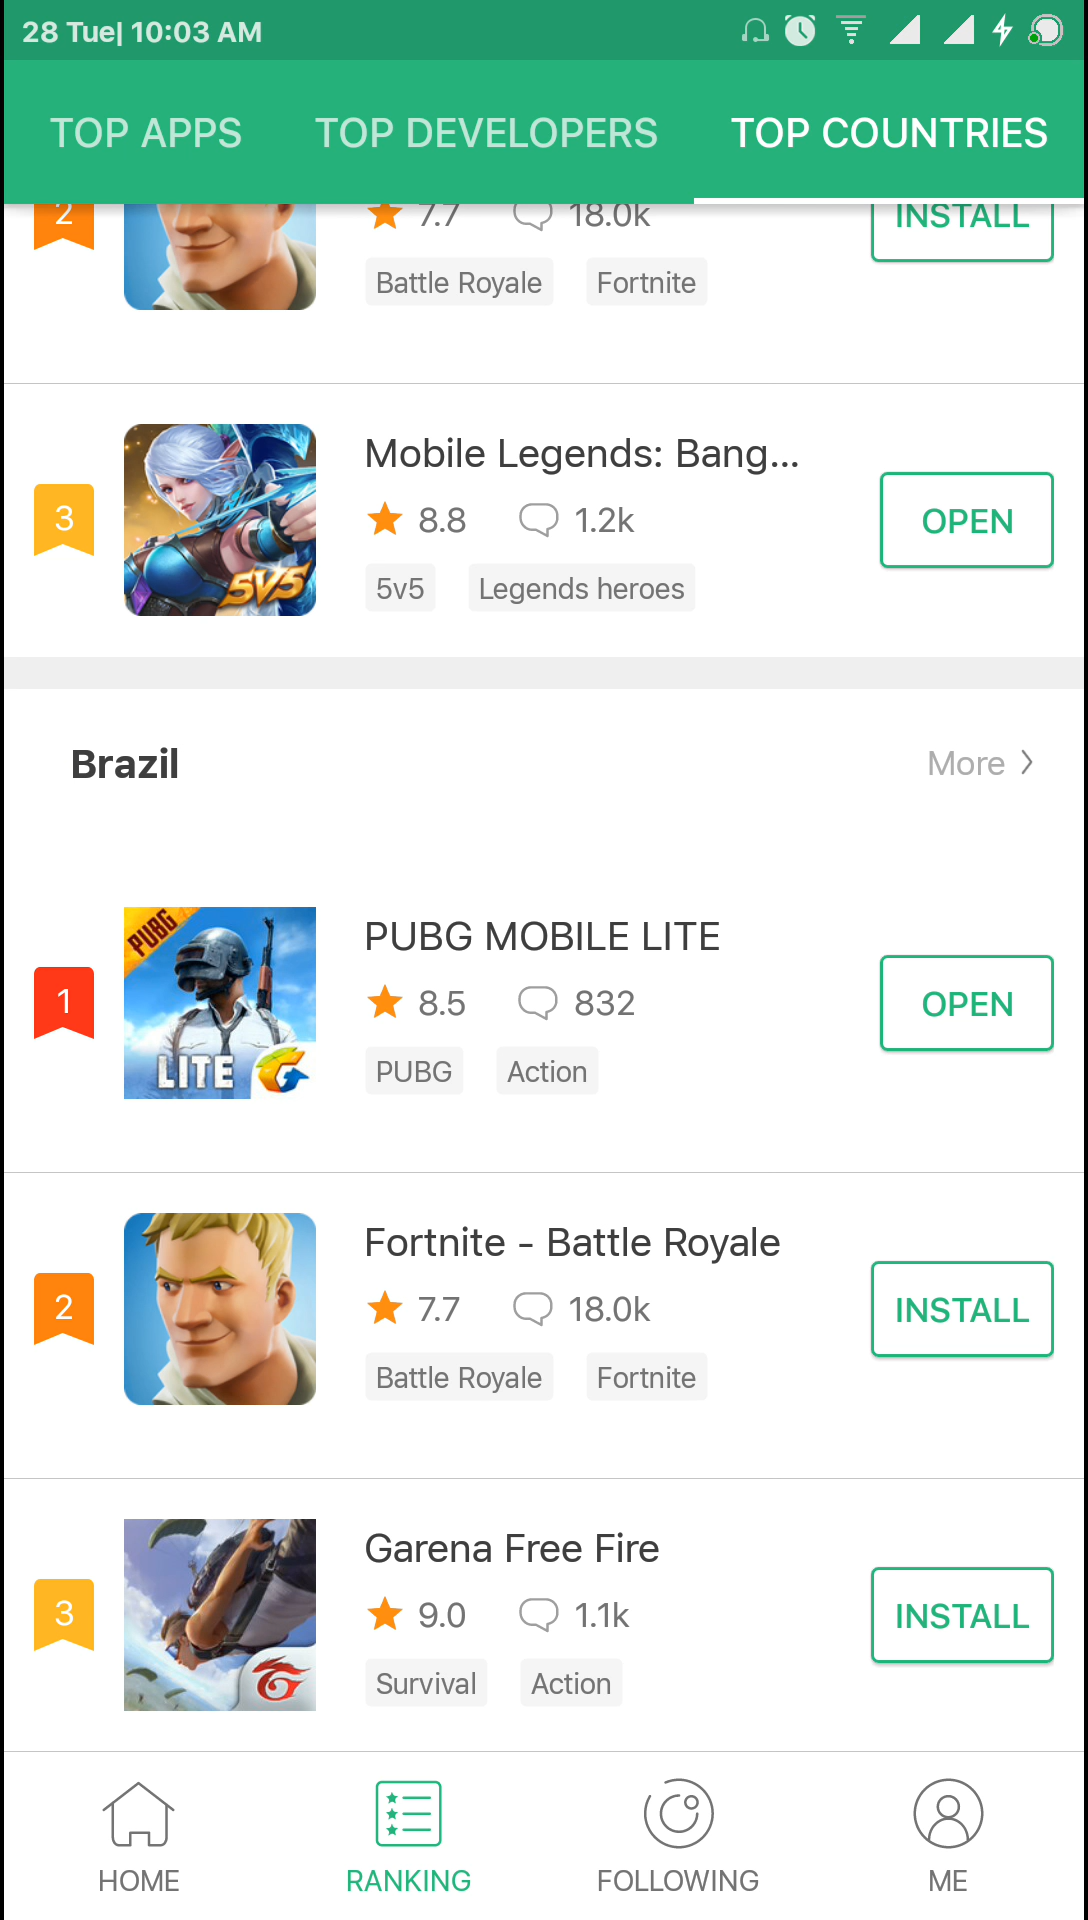 28 Tue| 10:03 AM
TOP APPS TOP DEVELOPERS TOP COUNTRIES
2 7.7 18.0k INSTALL
Battle Royale Fortnite
Mobile Legends: Bang...
3 8.8 1.2k OPEN
5V5
5v5 Legends heroes
Brazil More
PUBG
PUBG MOBILE LITE
1 8.5 832 OPEN
LITE
PUBG Action
Fortnite - Battle Royale
2 7.7 18.0k INSTALL
Battle Royale Fortnite
Garena Free Fire
3 9.0 1.1k INSTALL
Survival Action
HOME RANKING FOLLOWING ME